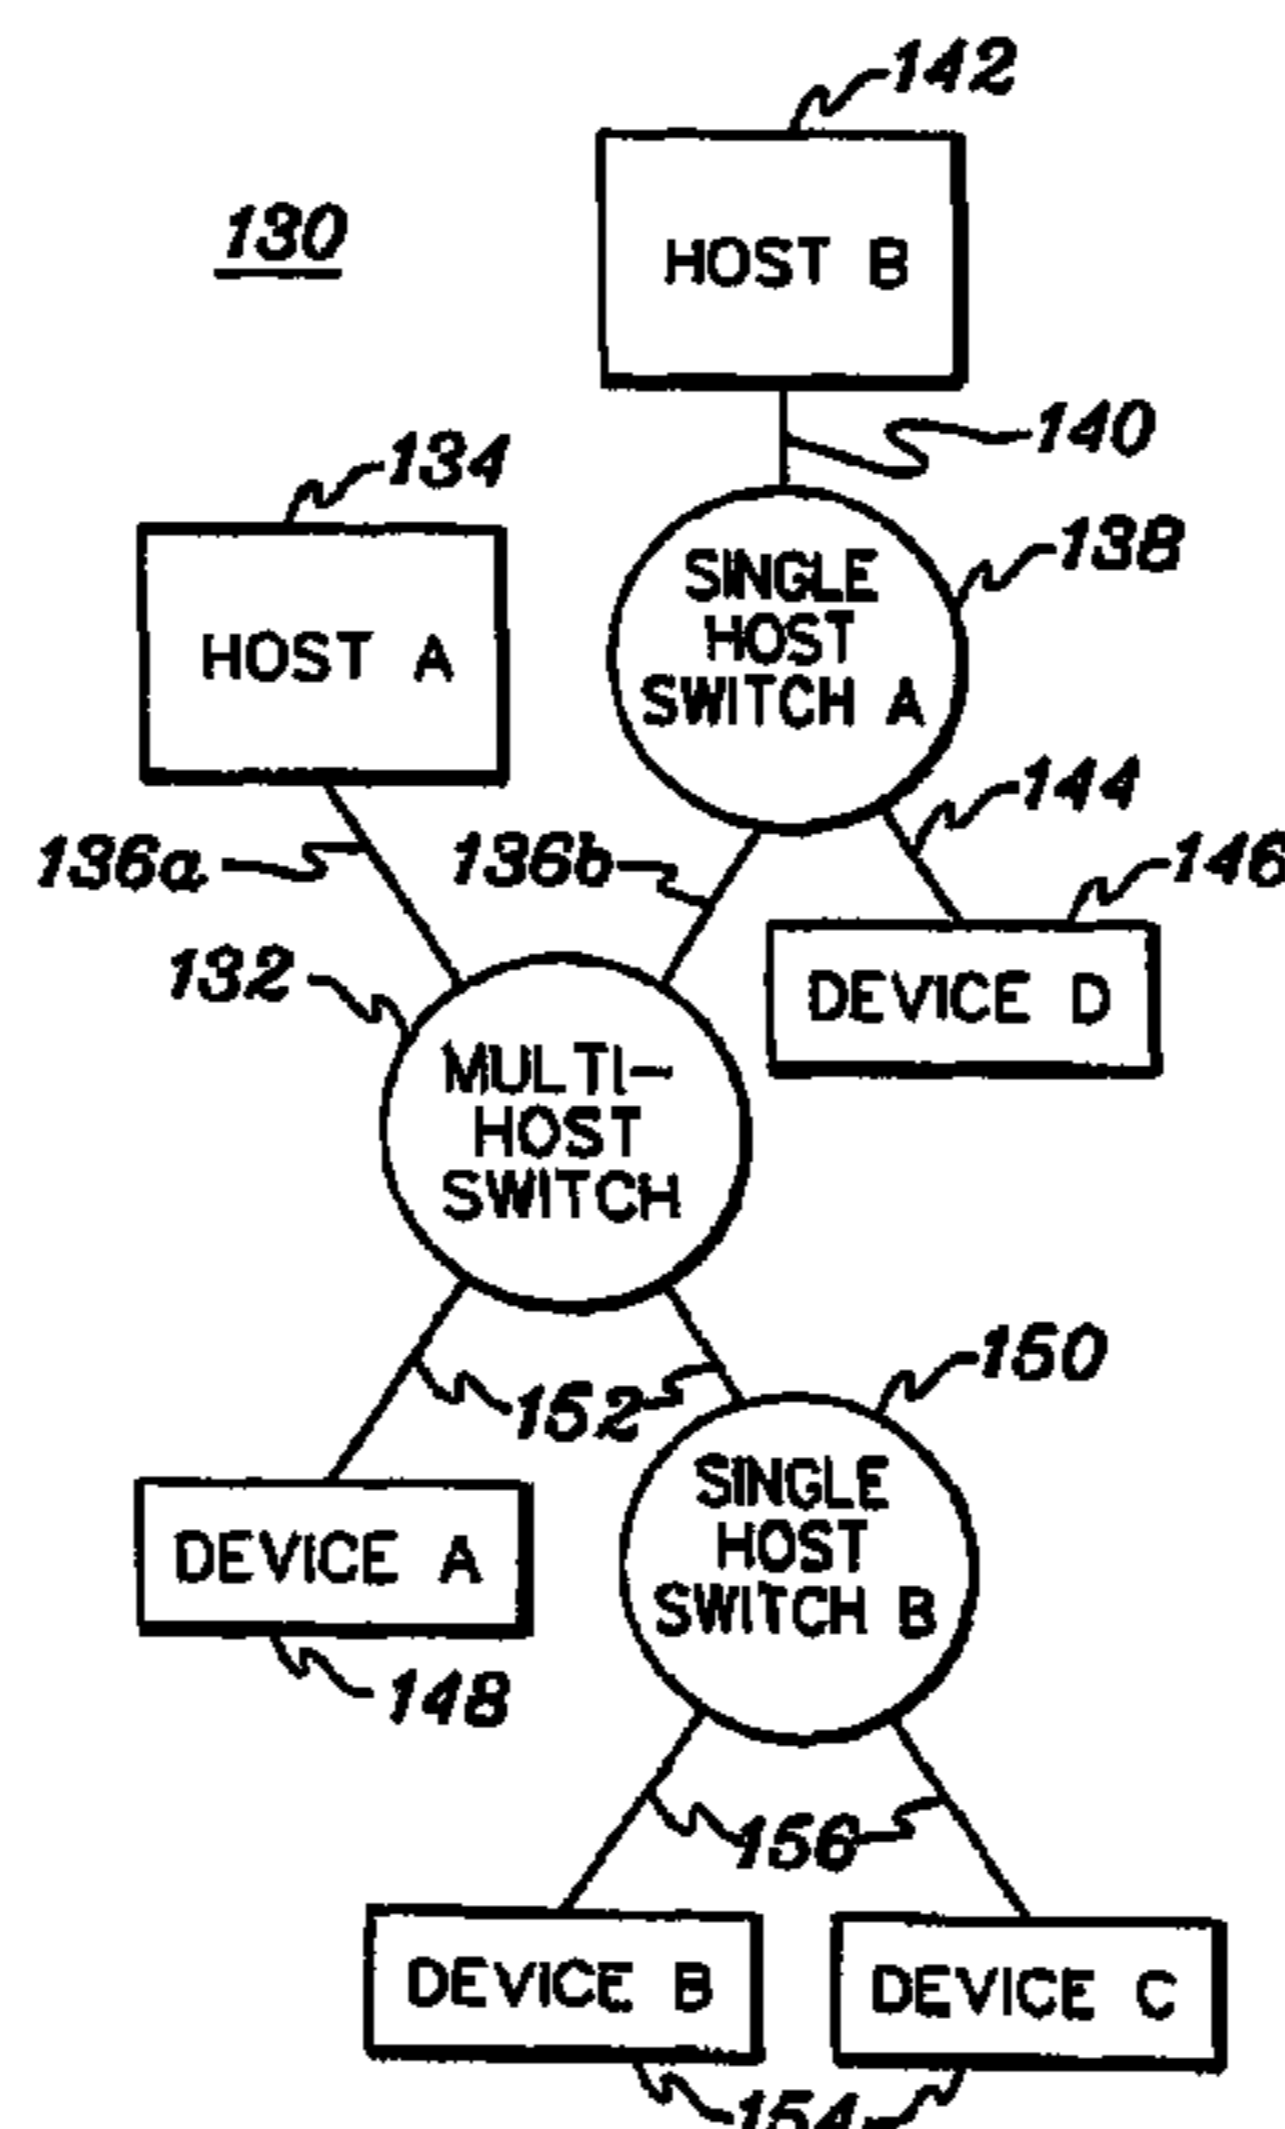 142
130
HOST B
140
134
138
SINGLE
HOST
SWITCH A
HOST A
144
136a
136b
146
132
DEVICE D
MULTI-
HOST
SWITCH
150
152
SINGLE
HOST
SWITCH B
DEVICE A
148
156
DEVICE B
DEVICE C
154